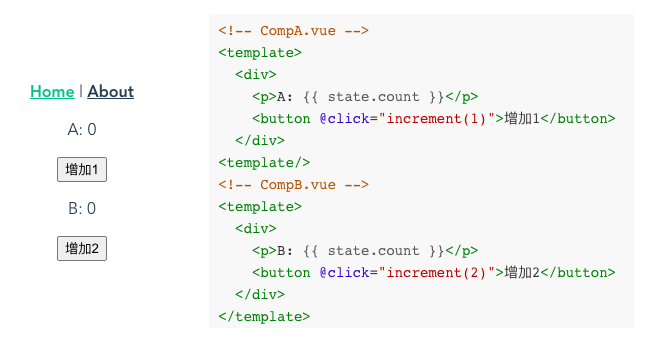 Home | About
A: 0
增加1
B: 0
增加2
<!-- CompA.vue -->
<template>
  <div>
    <p>A: {{ state.count }}</p>
    <button @click="increment(1)">增加1</button>
  </div>
<template/>
<!-- CompB.vue -->
<template>
  <div>
    <p>B: {{ state.count }}</p>
    <button @click="increment(2)">增加2</button>
  </div>
</template>